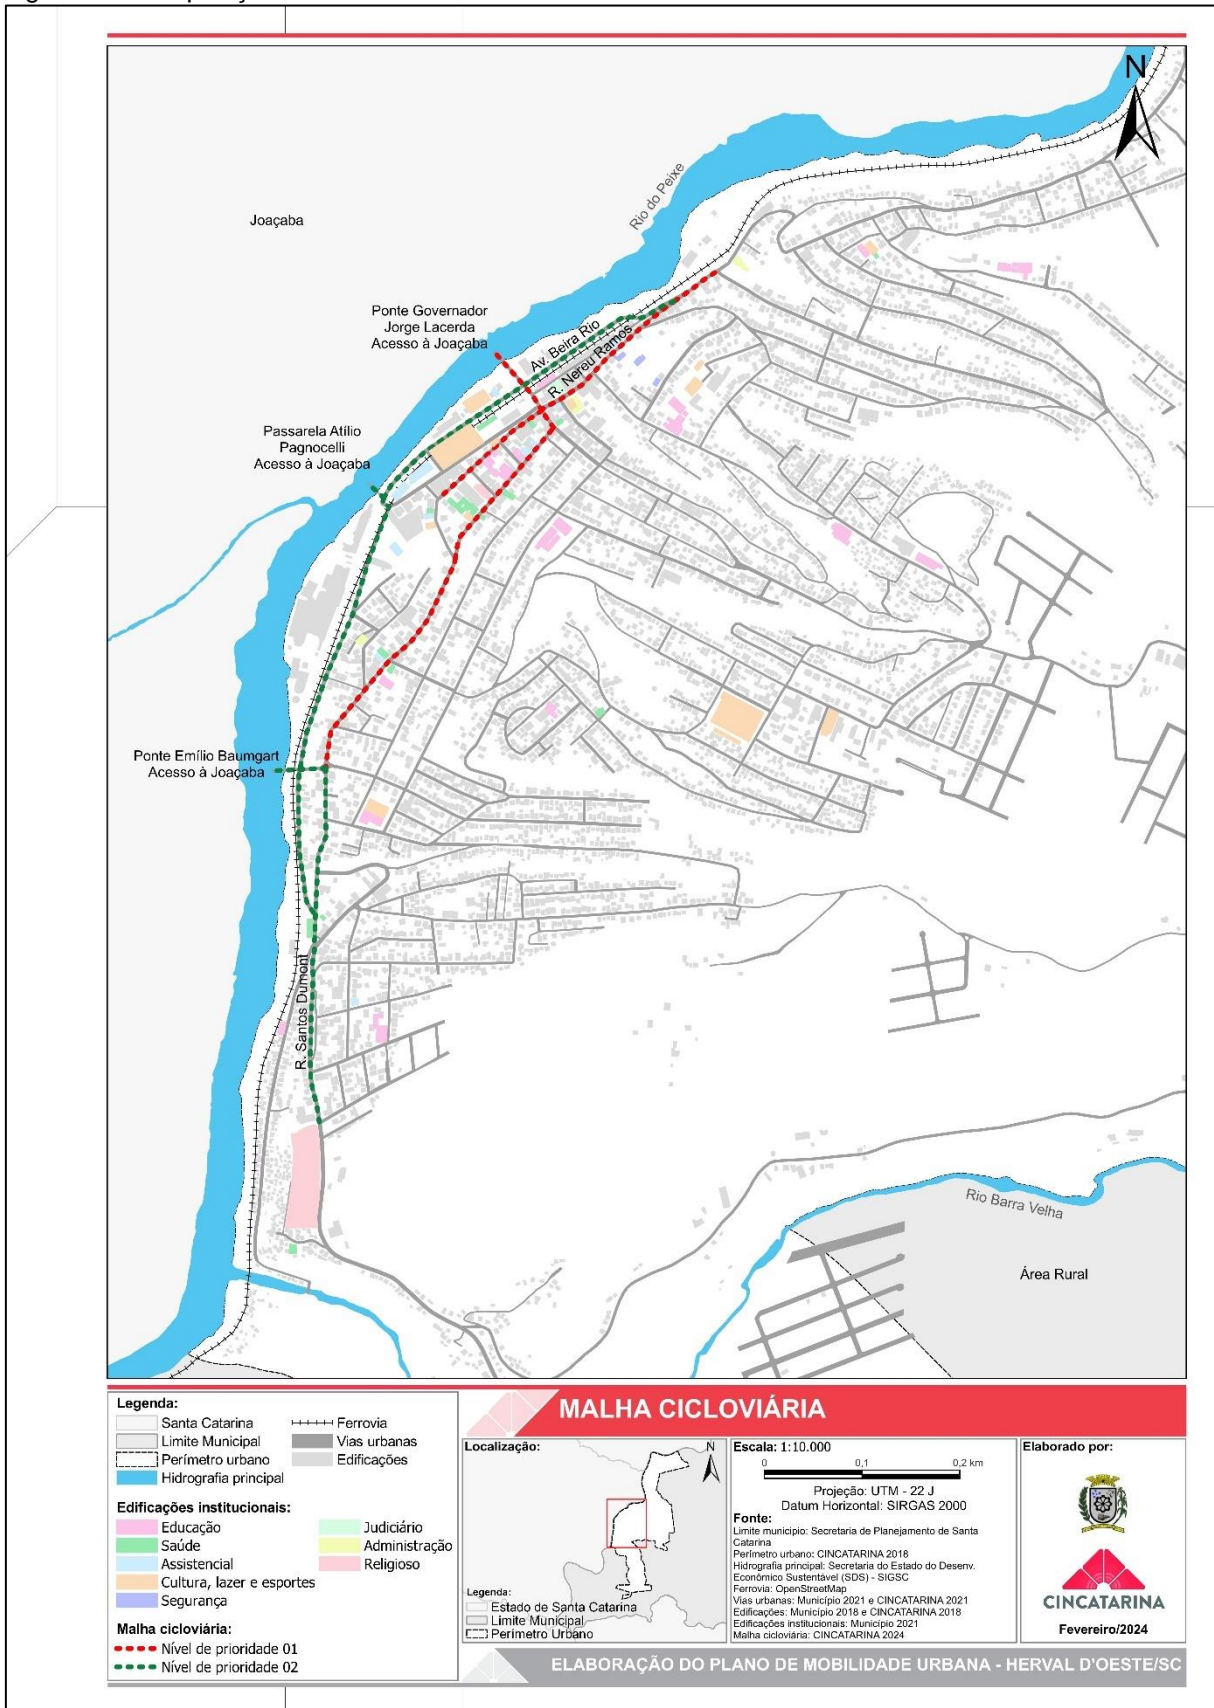 N
Rio do Peixe
Joaçaba
Ponte Governador
Jorge Lacerda
Acesso à Joaçaba
Av. Beira Rio
R. Nereu Ramos
Passarela Atílio
Pagnocelli
Acesso à Joaçaba
Ponte Emílio Baumgart
Acesso à Joaçaba
R. Santos Dumont
Rio Barra Velha
Área Rural
Legenda:
Santa Catarina
Limite Municipal
Perímetro urbano
Hidrografia principal
Ferrovia
Vias urbanas
Edificações
Edificações institucionais:
Educação
Saúde
Assistencial
Cultura, lazer e esportes
Segurança
Judiciário
Administração
Religioso
Malha cicloviária:
Nível de prioridade 01
Nível de prioridade 02
MALHA CICLOVIÁRIA
Localização:
N
Legenda:
Estado de Santa Catarina
Limite Municipal
Perímetro Urbano
Escala: 1:10.000
0 0,1 0,2 km
Projeção: UTM - 22 J
Datum Horizontal: SIRGAS 2000
Fonte:
Limite município: Secretaria de Planejamento de Santa
Catarina
Perímetro urbano: CINCATARINA 2018
Hidrografia principal: Secretaria do Estado do Desenv.
Econômico Sustentável (SDS) - SIGSC
Ferrovia: OpenStreetMap
Vias urbanas: Município 2021 e CINCATARINA 2021
Edificações: Município 2018 e CINCATARINA 2018
Edificações institucionais: Município 2021
Malha cicloviária: CINCATARINA 2024
Elaborado por:
CINCATARINA
Fevereiro/2024
ELABORAÇÃO DO PLANO DE MOBILIDADE URBANA - HERVAL D'OESTE/SC